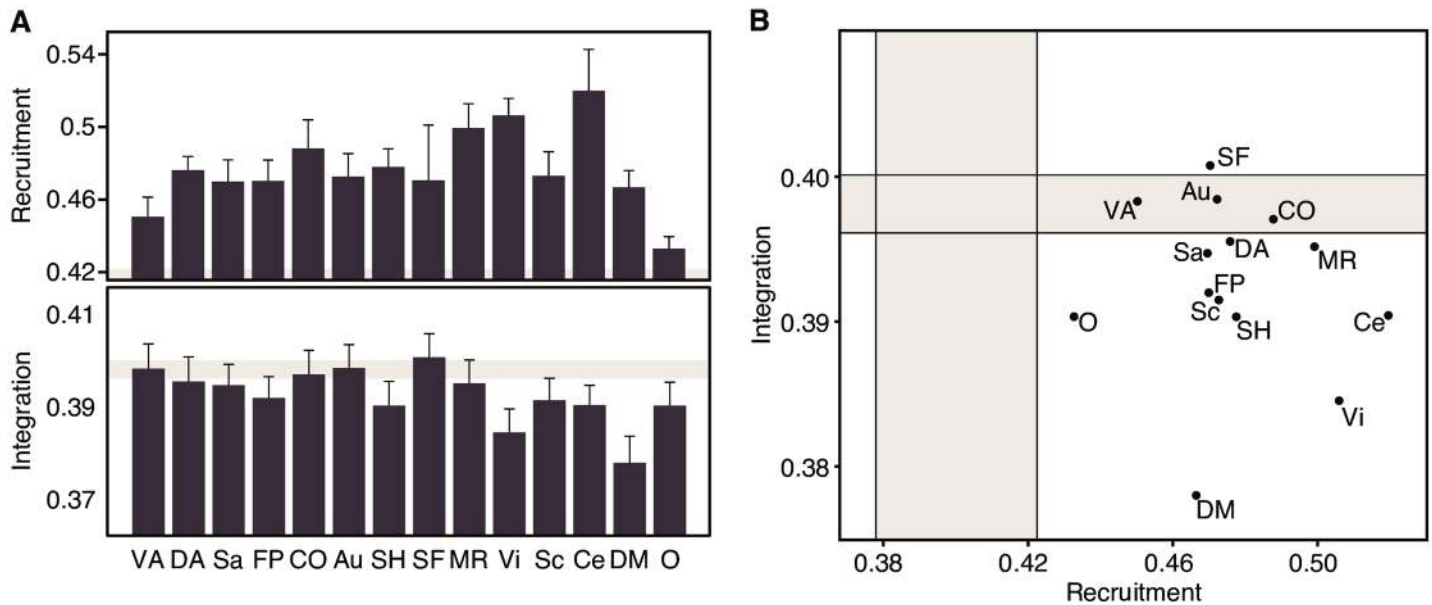 A
Recruitment
0.54
0.5
0.46
0.42
Integration
0.41
0.39
0.37
VA DA Sa FP CO Au SH SF MR Vi Sc Ce DM O
B
Integration
0.40
0.39
0.38
SF
Au
VA
CO
Sa
DA
MR
FP
Sc
SH
O
Ce
Vi
DM
0.38 0.42 0.46 0.50
Recruitment